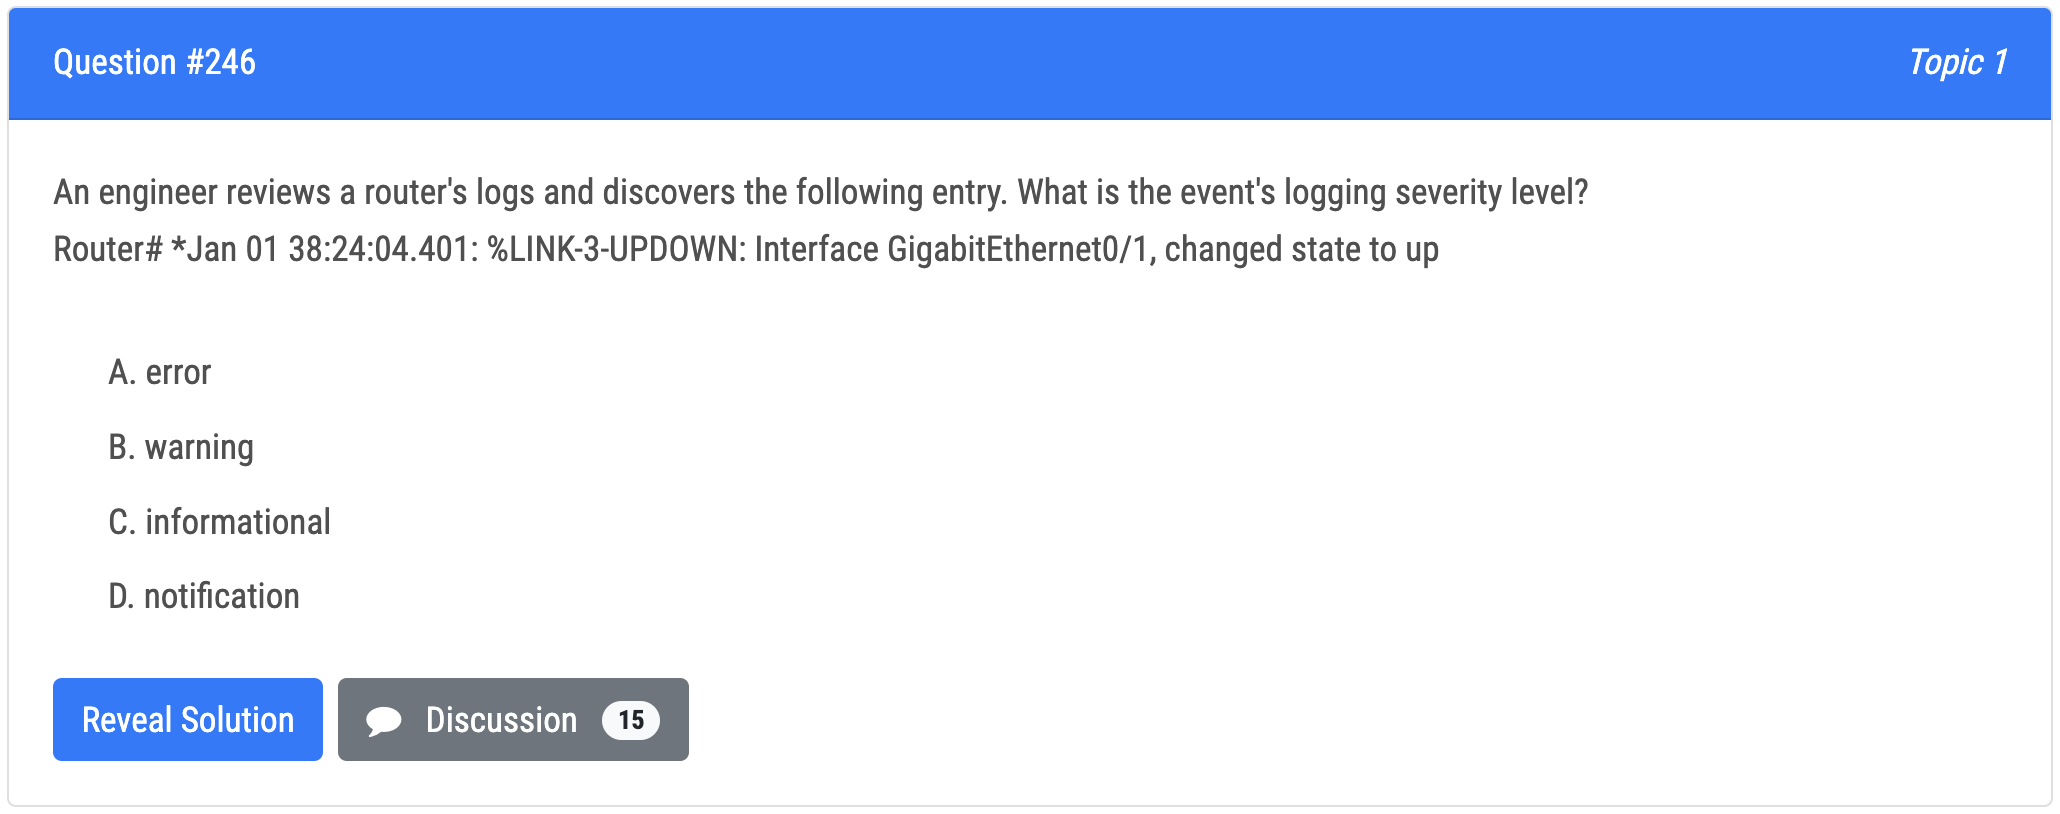 Question #246
Topic 1
An engineer reviews a router's logs and discovers the following entry. What is the event's logging severity level?
Router# *Jan 01 38:24:04.401: %LINK-3-UPDOWN: Interface GigabitEthernet0/1, changed state to up
A. error
B. warning
C. informational
D. notification
Reveal Solution
Discussion 15